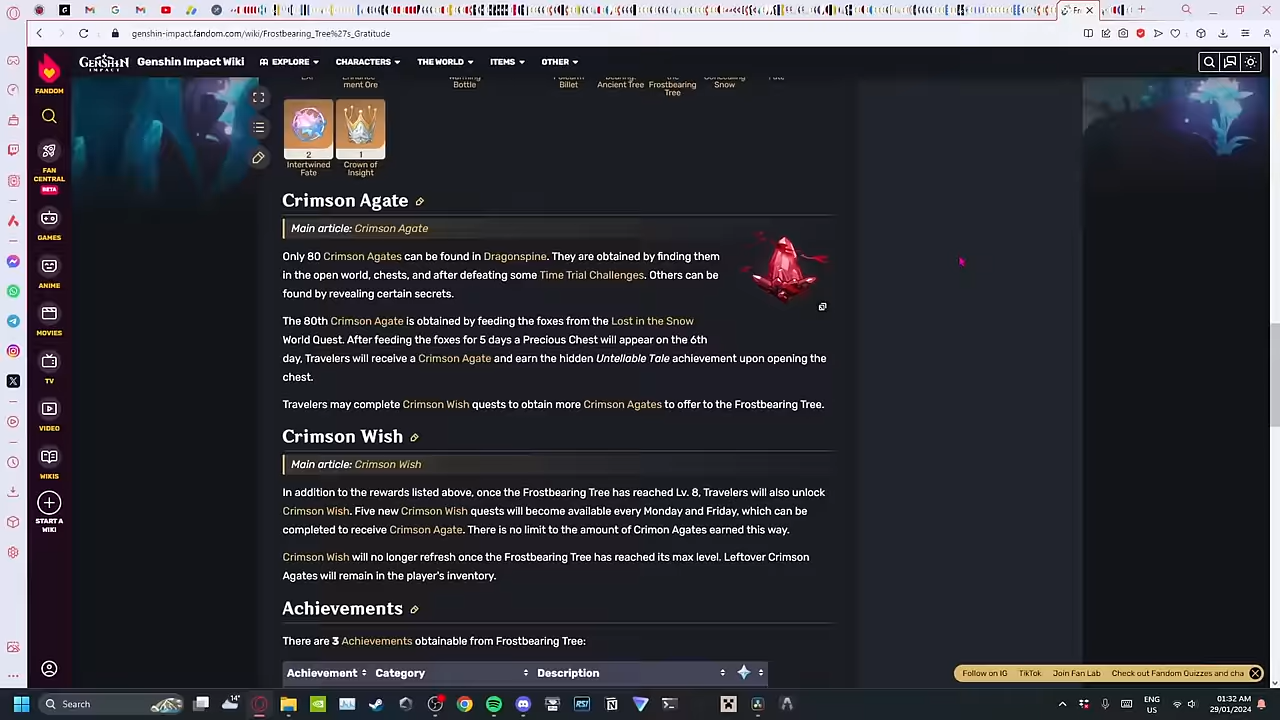 Fr
genshin-impact.fandom.com/wiki/Frostbearing_Tree%27s_Gratitude
GENSHIN IMPACT
Genshin Impact Wiki
EXPLORE
CHARACTERS
THE WORLD
ITEMS
OTHER
FANDOM
FAN CENTRAL
BETA
GAMES
ANIME
MOVIES
TV
VIDEO
WIKIS
START A WIKI
ment Ore
Warming
Bottle
Billet
Ancient Tree
the
Frostbearing
Tree
Snow
2
Intertwined
Fate
1
Crown of
Insight
Crimson Agate
Main article: Crimson Agate
Only 80 Crimson Agates can be found in Dragonspine. They are obtained by finding them
in the open world, chests, and after defeating some Time Trial Challenges. Others can be
found by revealing certain secrets.
The 80th Crimson Agate is obtained by feeding the foxes from the Lost in the Snow
World Quest. After feeding the foxes for 5 days a Precious Chest will appear on the 6th
day, Travelers will receive a Crimson Agate and earn the hidden Untellable Tale achievement upon opening the
chest.
Travelers may complete Crimson Wish quests to obtain more Crimson Agates to offer to the Frostbearing Tree.
Crimson Wish
Main article: Crimson Wish
In addition to the rewards listed above, once the Frostbearing Tree has reached Lv. 8, Travelers will also unlock
Crimson Wish. Five new Crimson Wish quests will become available every Monday and Friday, which can be
completed to receive Crimson Agate. There is no limit to the amount of Crimon Agates earned this way.
Crimson Wish will no longer refresh once the Frostbearing Tree has reached its max level. Leftover Crimson
Agates will remain in the player's inventory.
Achievements
There are 3 Achievements obtainable from Frostbearing Tree:
Achievement
Category
Description
Follow on IG
TikTok
Join Fan Lab
Check out Fandom Quizzes and cha
Search
14°
RSI
ENG
US
01:32 AM
29/01/2024